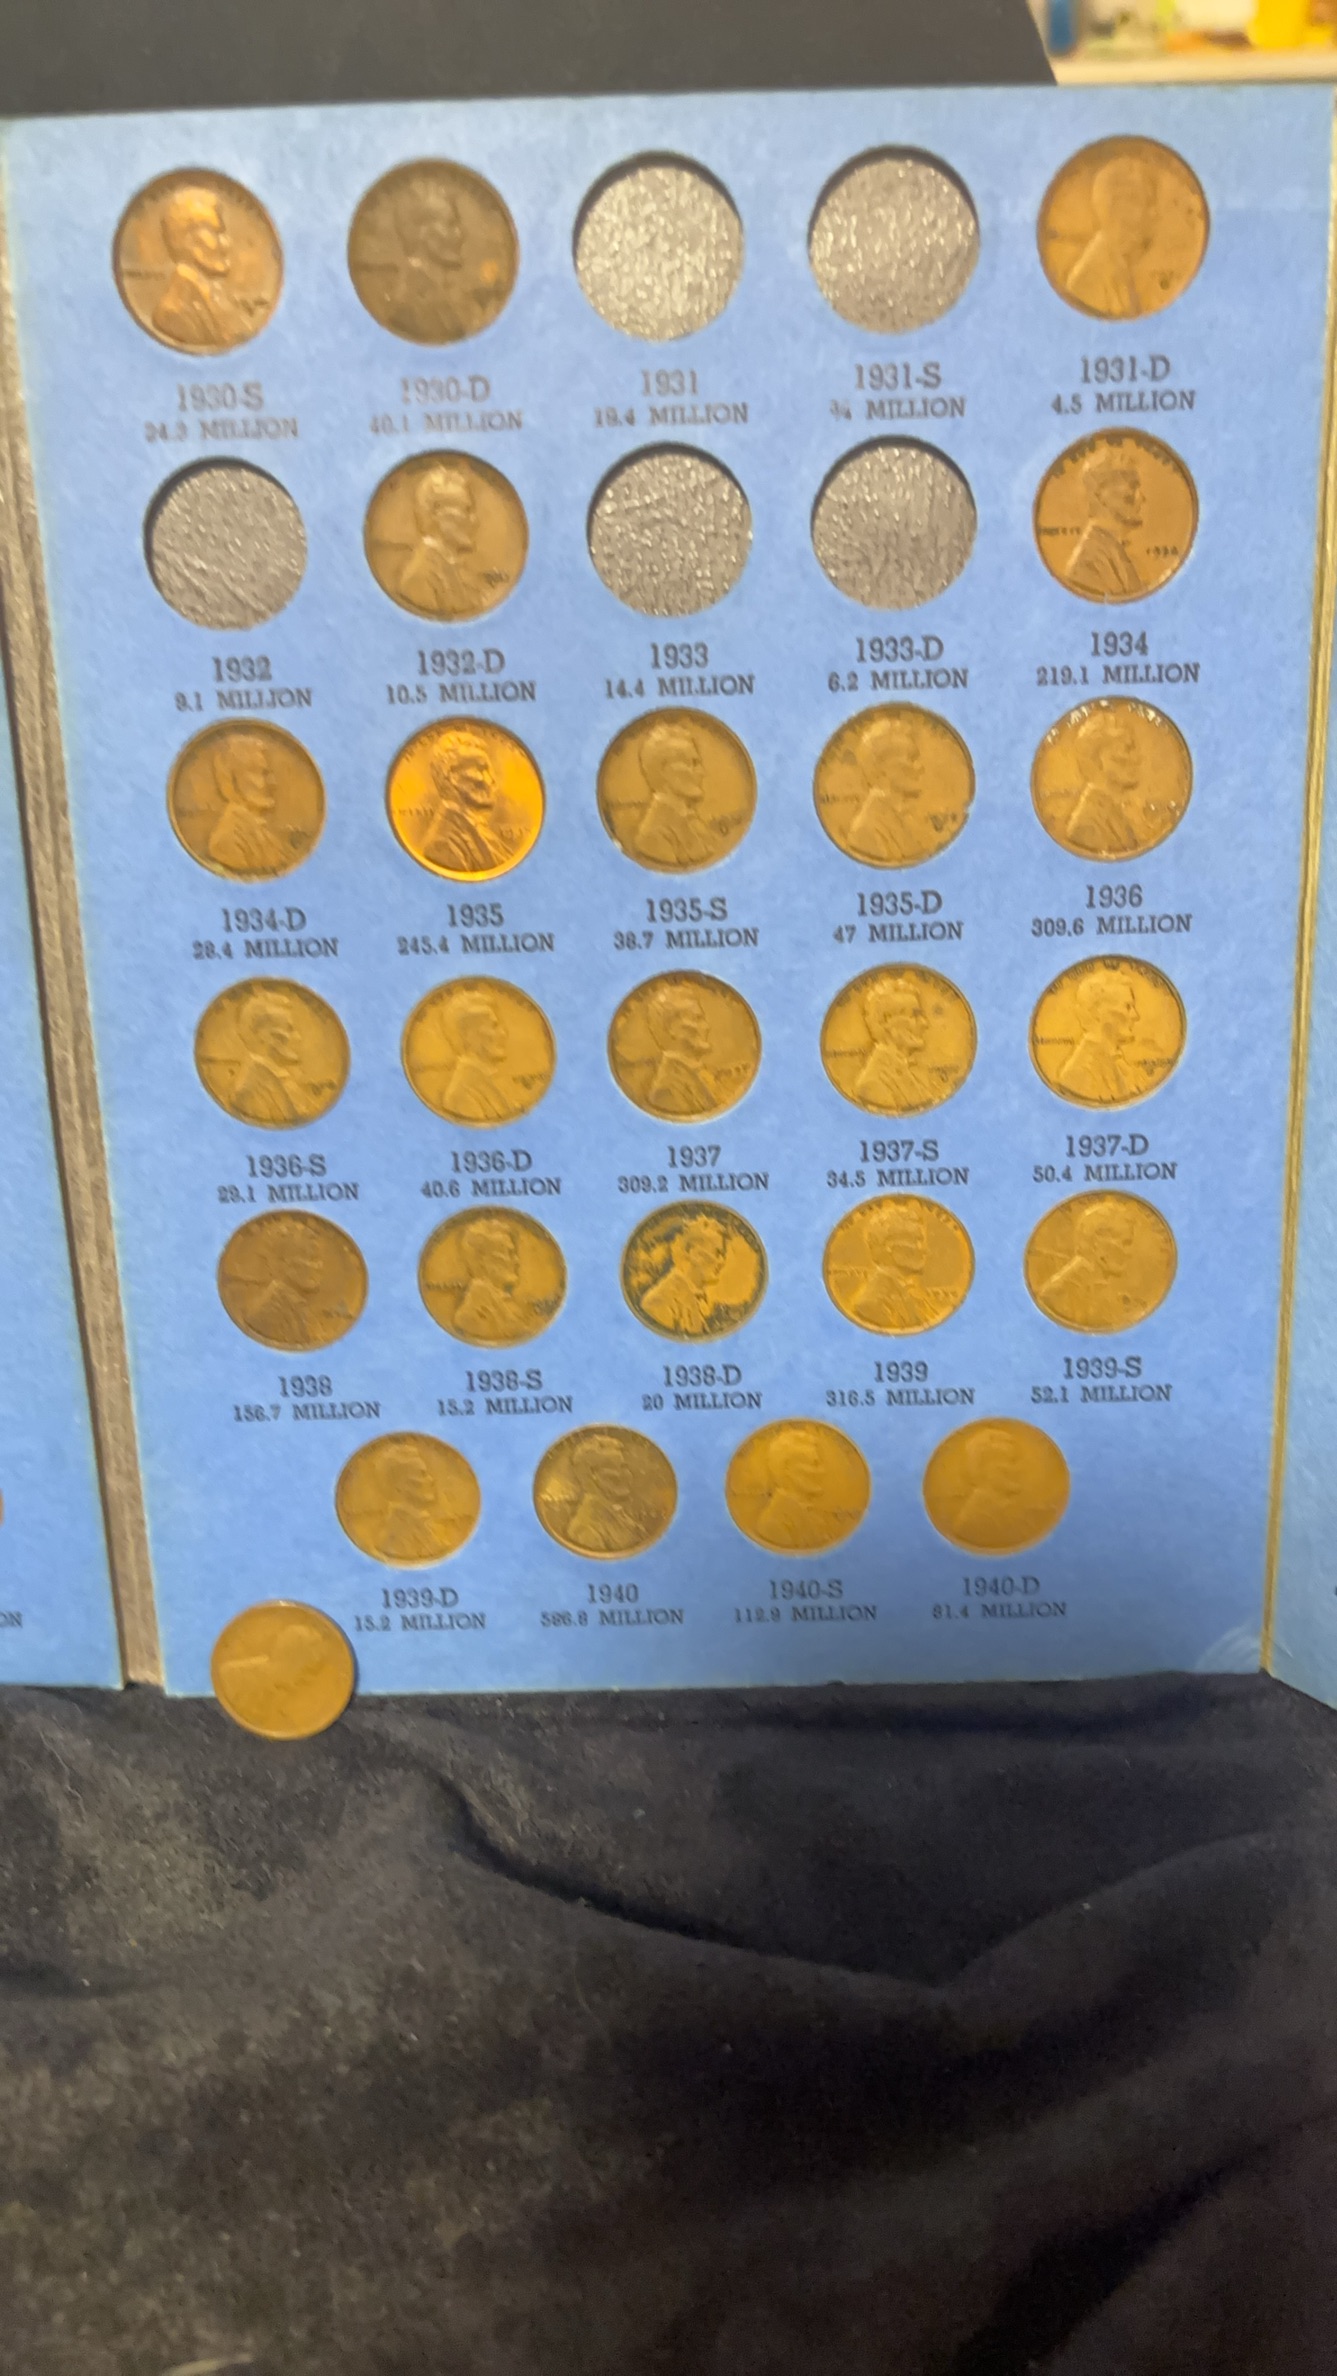 1930-S 1930-D 1931 1931-S 1931-D
24.3 MILLION 40.1 MILLION 19.4 MILLION ¾ MILLION 4.5 MILLION
1932 1932-D 1933 1933-D 1934
9.1 MILLION 10.5 MILLION 14.4 MILLION 6.2 MILLION 219.1 MILLION
1934-D 1935 1935-S 1935-D 1936
28.4 MILLION 245.4 MILLION 38.7 MILLION 47 MILLION 309.6 MILLION
1936-S 1936-D 1937 1937-S 1937-D
29.1 MILLION 40.6 MILLION 309.2 MILLION 34.5 MILLION 50.4 MILLION
1938 1938-S 1938-D 1939 1939-S
156.7 MILLION 15.2 MILLION 20 MILLION 316.5 MILLION 52.1 MILLION
1939-D 1940 1940-S 1940-D
15.2 MILLION 586.8 MILLION 112.9 MILLION 81.4 MILLION